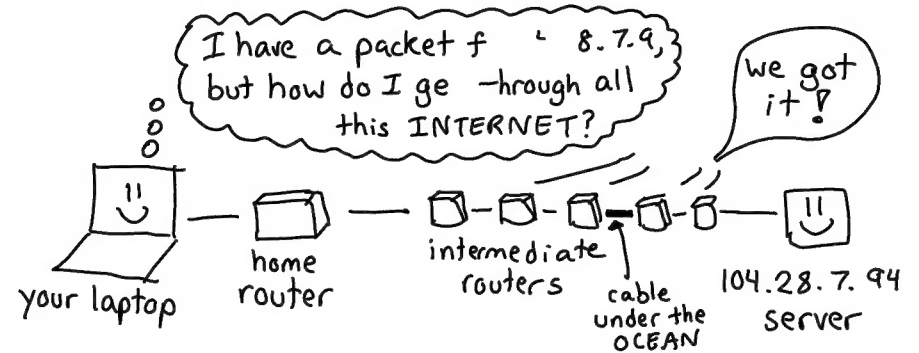 I have a packet f 8.7.9,
but how do I ge -hrough all
this INTERNET?
we got
it!
your laptop
home
router
intermediate
routers
cable
under the
OCEAN
104.28.7.94
server